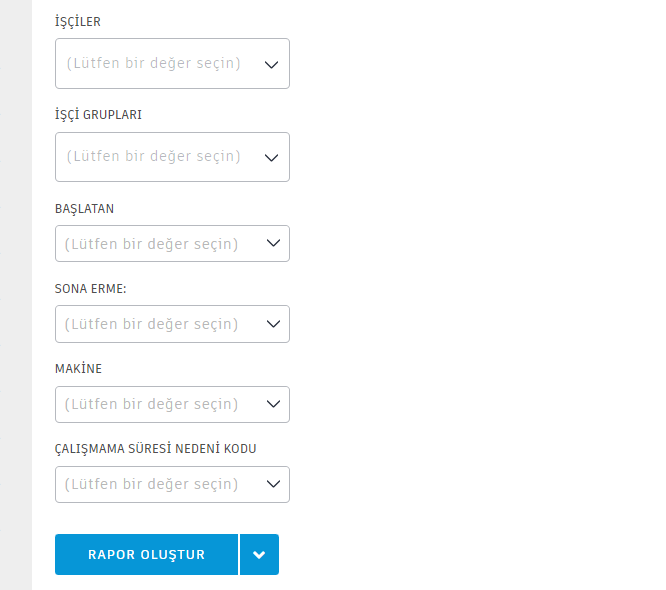 İŞÇİLER
(Lütfen bir değer seçin)
İŞÇİ GRUPLARI
(Lütfen bir değer seçin)
BAŞLATAN
(Lütfen bir değer seçin)
SONA ERME:
(Lütfen bir değer seçin)
MAKİNE
(Lütfen bir değer seçin)
ÇALIŞMAMA SÜRESİ NEDENİ KODU
(Lütfen bir değer seçin)
RAPOR OLUŞTUR